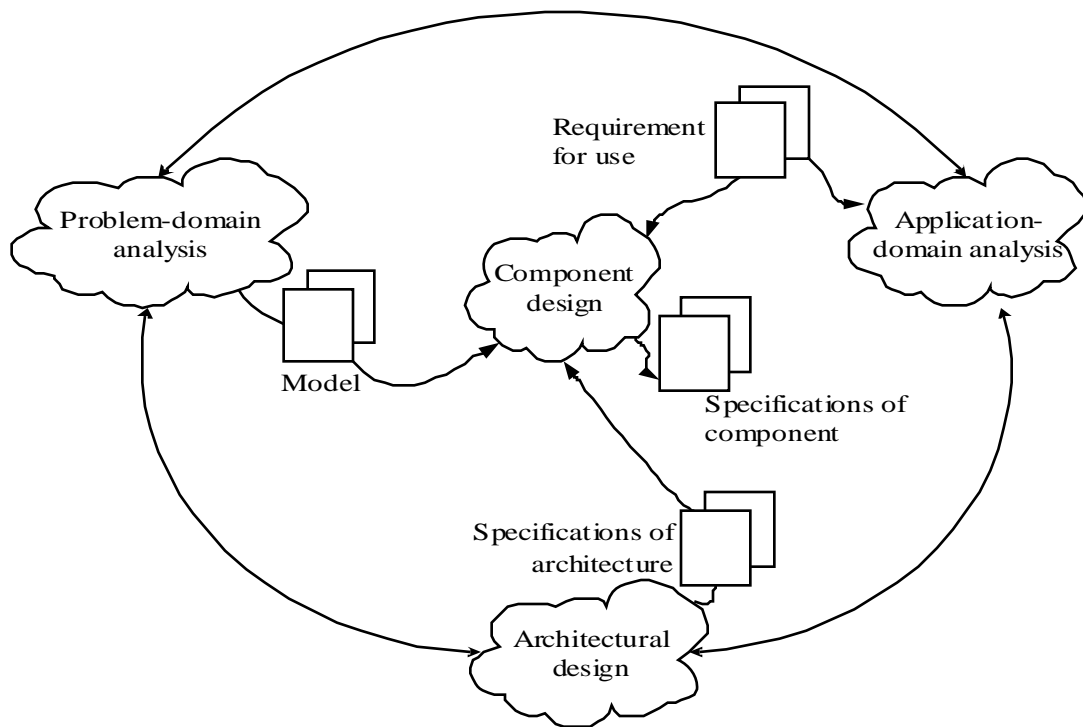 Requirement
for use
Problem-domain
analysis
Application-
domain analysis
Component
design
Model
Specifications of
component
Specifications of
architecture
Architectural
design